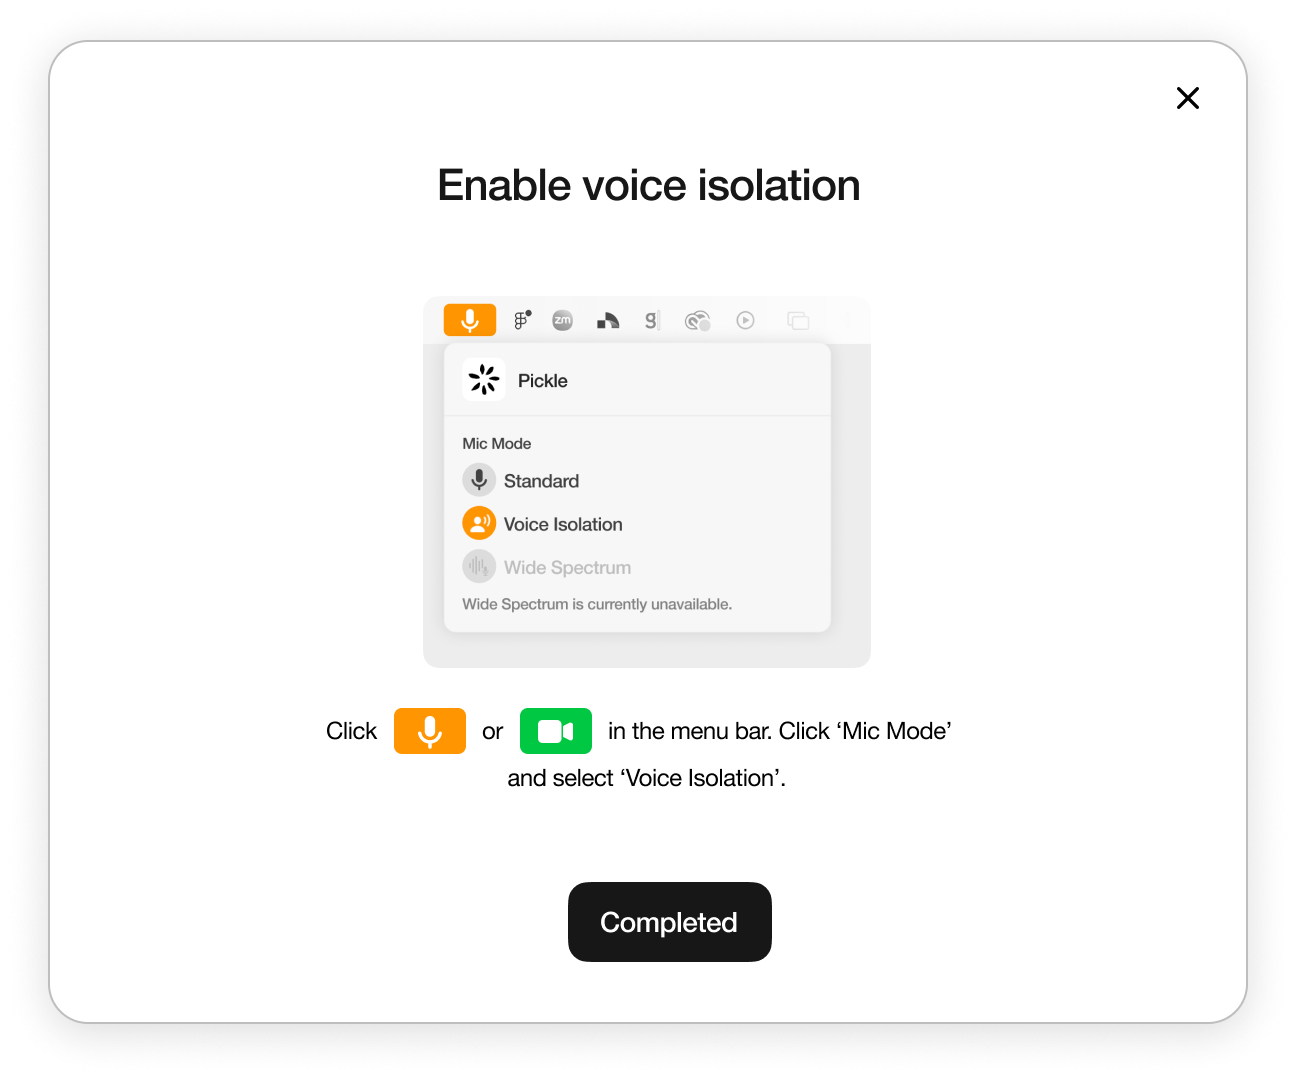 Enable voice isolation
zm
g
Pickle
Mic Mode
Standard
Voice Isolation
Wide Spectrum
Wide Spectrum is currently unavailable.
Click or in the menu bar. Click ‘Mic Mode’
and select ‘Voice Isolation’.
Completed